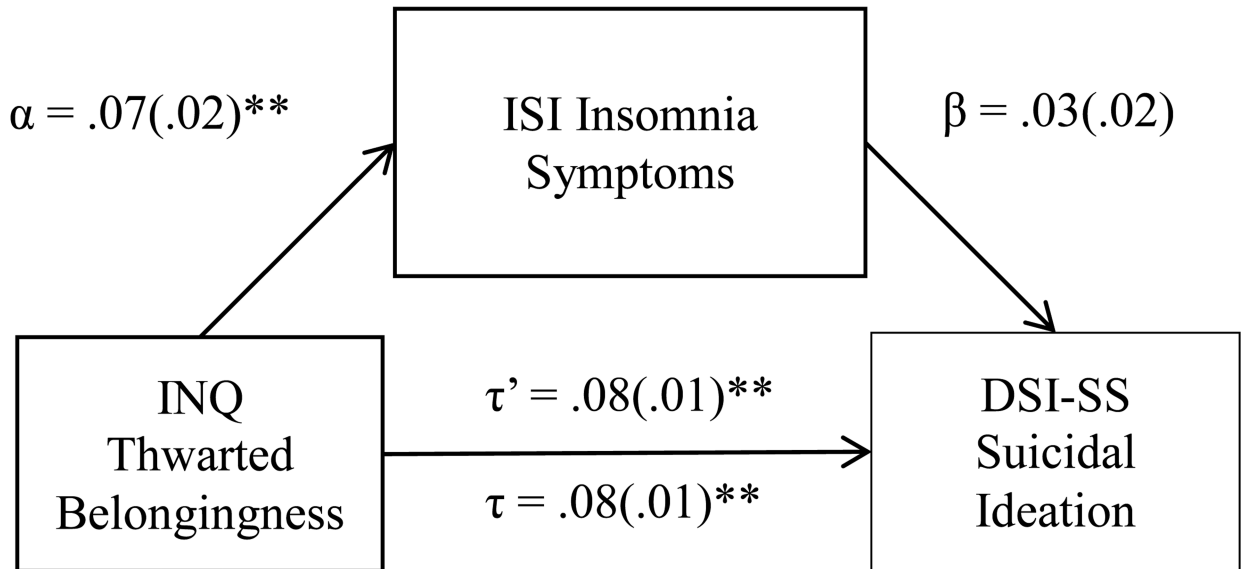 α = .07(.02)**
ISI Insomnia
Symptoms
β = .03(.02)
INQ
Thwarted
Belongingness
τ’ = .08(.01)**
τ = .08(.01)**
DSI-SS
Suicidal
Ideation